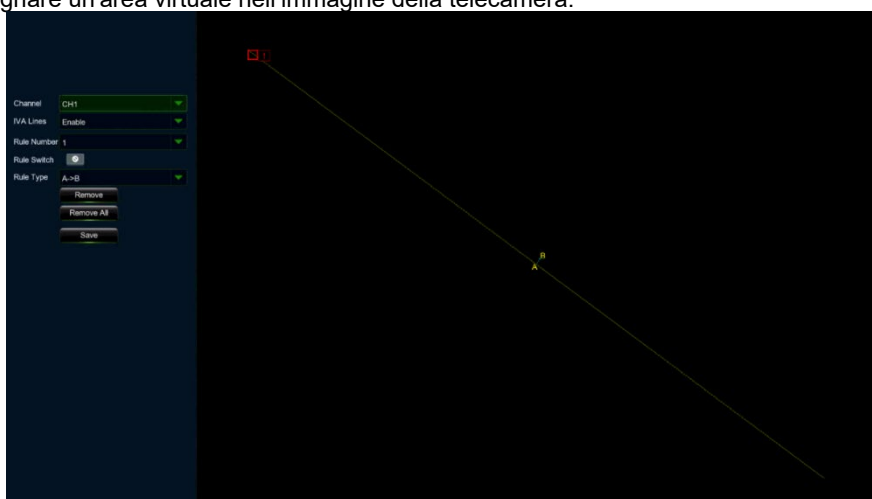 gnare un'area virtuale nell'immagine della telecamera.
1
Channel CH1
IVA Lines Enable
Rule Number 1
Rule Switch
Rule Type A->B
Remove
Remove All
Save
B
A